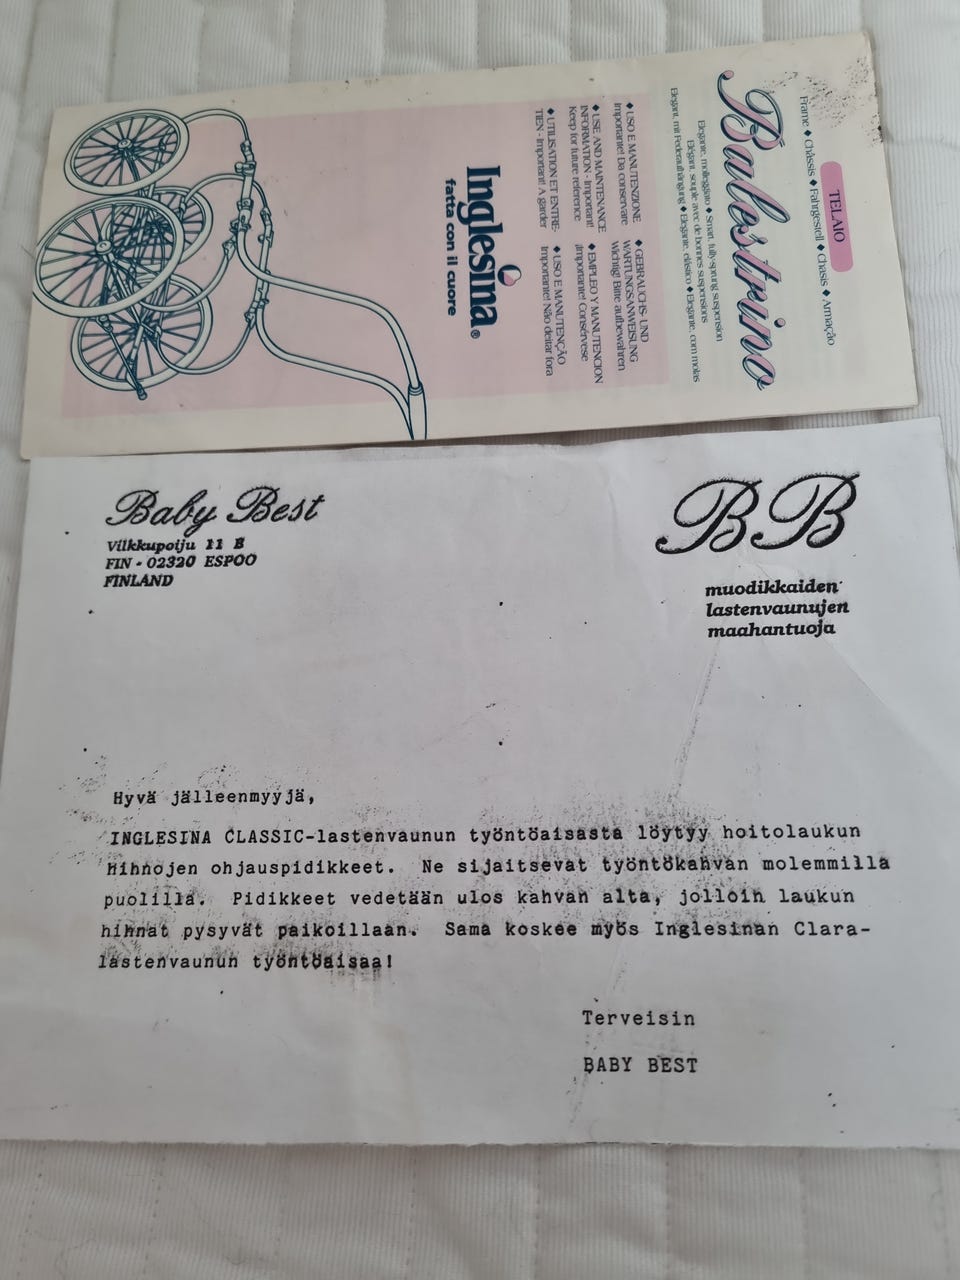 Frame ♦ Châssis ♦ Fahrgestell ♦ Chasis ♦ Armação
TELAIO
Balestrino
Elegante, molleggiato ♦ Smart, fully-sprung suspension
Elégant, souple avec de bonnes suspensions
Elegant, mit Federaufhängung ♦ Elegante, elástico ♦ Elegante, com molas
♦ USO E MANUTENZIONE
Importante! Da conservare
♦ USE AND MAINTENANCE
INFORMATION - Important!
Keep for future reference
♦ UTILISATION ET ENTRE-
TIEN - Important! A garder
♦ GEBRAUCHS- UND
WARTUNGSANWEISUNG
Wichtig! Bitte aufbewahren
♦ EMPLEO Y MANUTENCION
¡Importante! Consérvese
♦ USO E MANUTENÇÃO
Importante! Não deitar fora
Inglesina®
fatta con il cuore
Baby Best
Vilkkupoiju 11 B
FIN - 02320 ESPOO
FINLAND
BB
muodikkaiden
lastenvaunujen
maahantuoja
Hyvä jälleenmyyjä,
INGLESINA CLASSIC-lastenvaunun työntöaisasta löytyy hoitolaukun
hihnojen ohjauspidikkeet. Ne sijaitsevat työntökahvan molemmilla
puolilla. Pidikkeet vedetään ulos kahvan alta, jolloin laukun
hihnat pysyvät paikoillaan. Sama koskee myös Inglesinan Clara-
lastenvaunun työntöaisaa!
Terveisin
BABY BEST